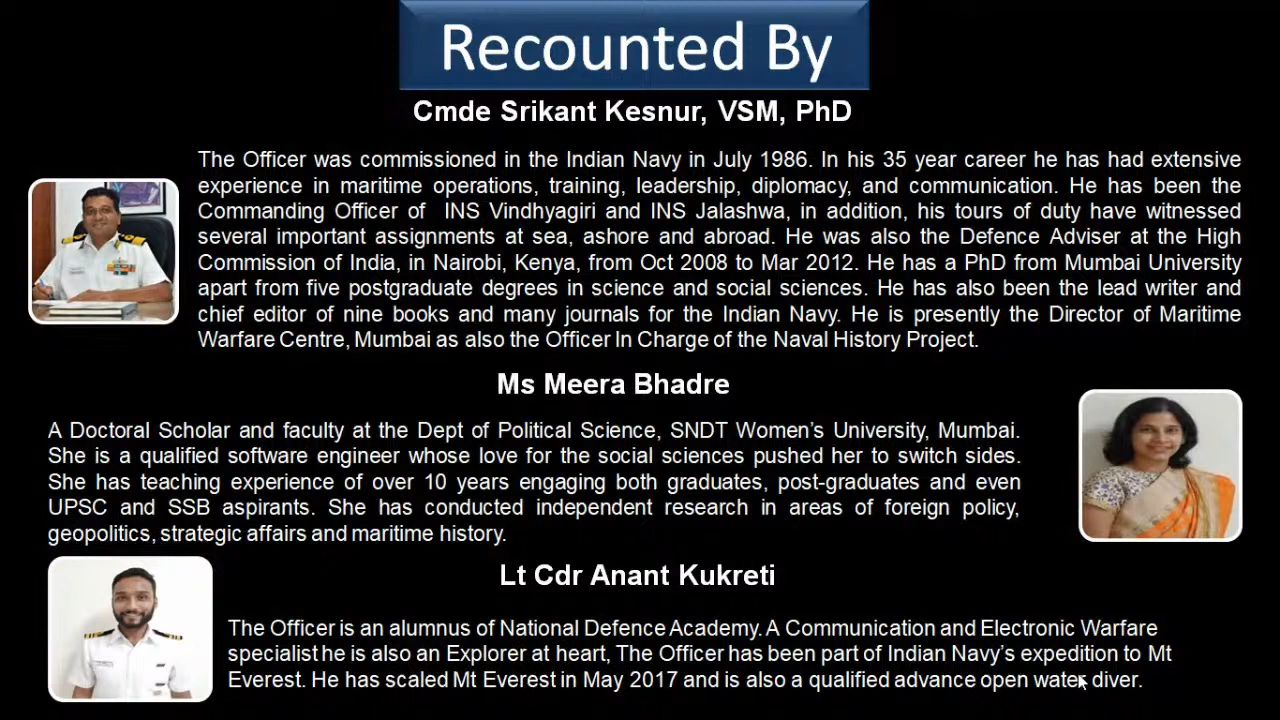 Recounted By
Cmde Srikant Kesnur, VSM, PhD
The Officer was commissioned in the Indian Navy in July 1986. In his 35 year career he has had extensive
experience in maritime operations, training, leadership, diplomacy, and communication. He has been the
Commanding Officer of INS Vindhyagiri and INS Jalashwa, in addition, his tours of duty have witnessed
several important assignments at sea, ashore and abroad. He was also the Defence Adviser at the High
Commission of India, in Nairobi, Kenya, from Oct 2008 to Mar 2012. He has a PhD from Mumbai University
apart from five postgraduate degrees in science and social sciences. He has also been the lead writer and
chief editor of nine books and many journals for the Indian Navy. He is presently the Director of Maritime
Warfare Centre, Mumbai as also the Officer In Charge of the Naval History Project.
Ms Meera Bhadre
A Doctoral Scholar and faculty at the Dept of Political Science, SNDT Women's University, Mumbai.
She is a qualified software engineer whose love for the social sciences pushed her to switch sides.
She has teaching experience of over 10 years engaging both graduates, post-graduates and even
UPSC and SSB aspirants. She has conducted independent research in areas of foreign policy,
geopolitics, strategic affairs and maritime history.
Lt Cdr Anant Kukreti
The Officer is an alumnus of National Defence Academy. A Communication and Electronic Warfare
specialist he is also an Explorer at heart, The Officer has been part of Indian Navy's expedition to Mt
Everest. He has scaled Mt Everest in May 2017 and is also a qualified advance open water diver.